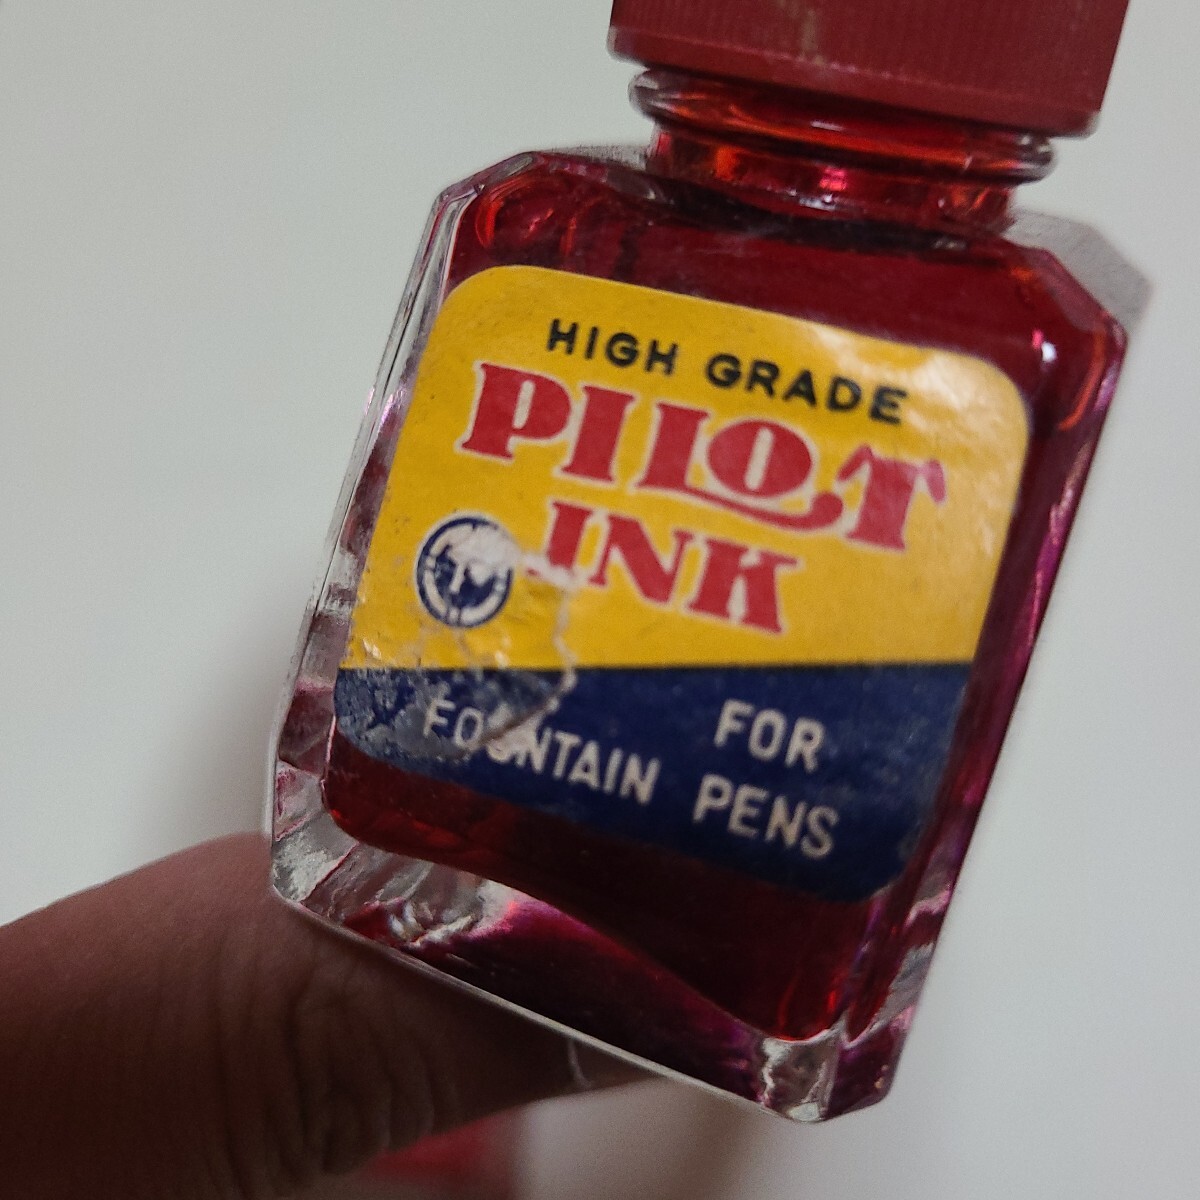 HIGH GRADE
PILOT
INK
FOR
FOUNTAIN PENS